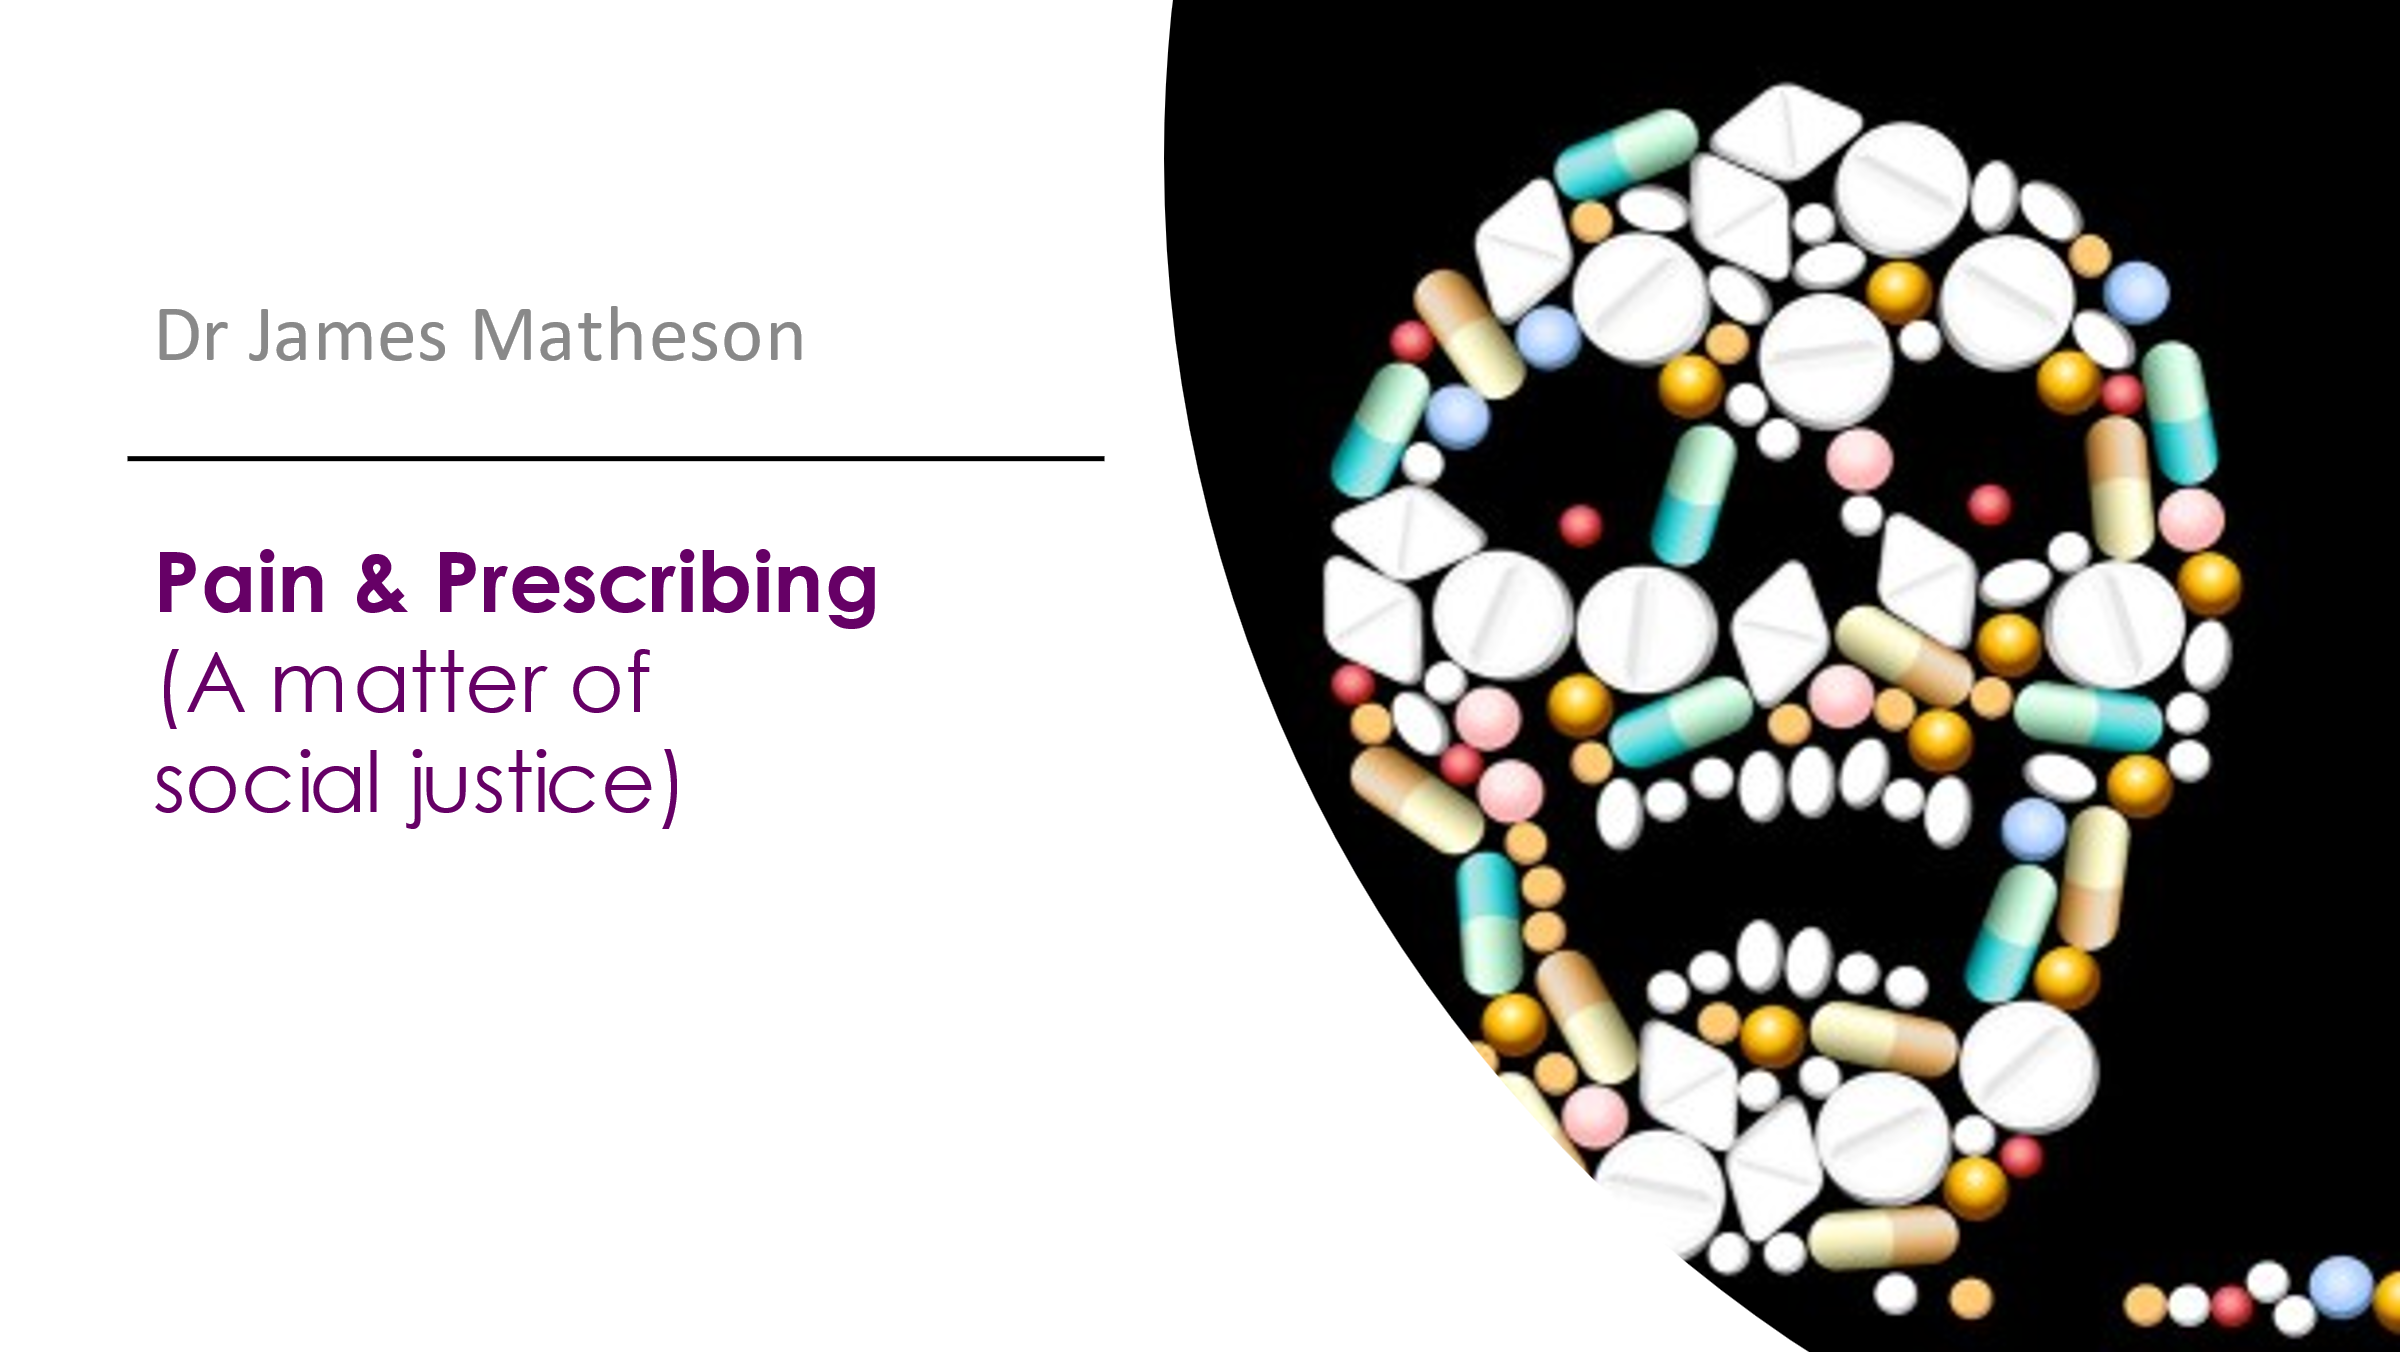 Dr James Matheson
Pain & Prescribing
(A matter of
social justice)